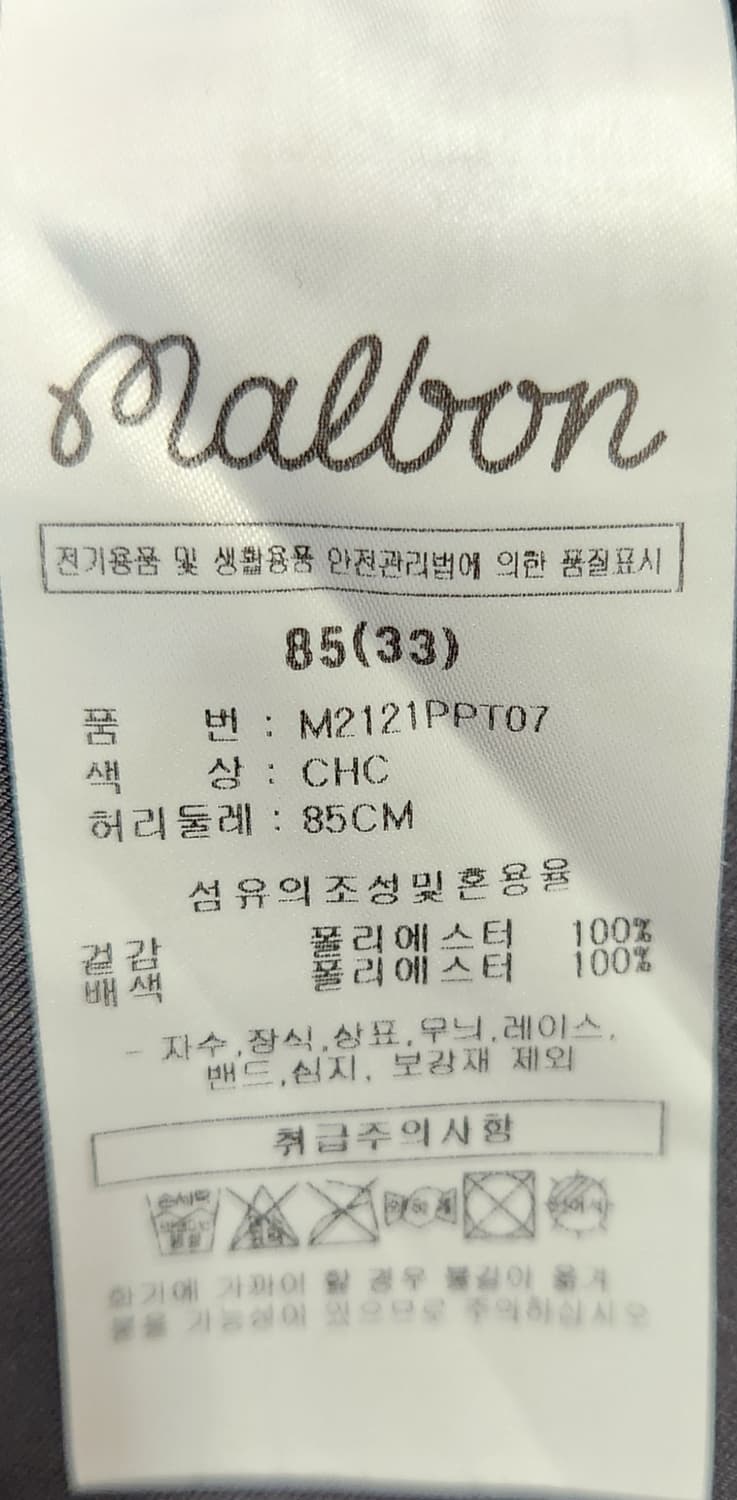 Malbon
전기용품 및 생활용품 안전관리법에 의한 품질표시
85(33)
품 번 : M2121PPT07
색 상 : CHC
허리둘레 : 85CM
섬유의조성및혼용율
겉감 폴리에스터 100%
배색 폴리에스터 100%
- 자수,장식,상표,무늬,레이스,
밴드,심지, 보강재 제외
취급주의사항
손세탁
화기에 가까이 할 경우 불길이 옮겨
붙을 가능성이 있으므로 주의하십시오